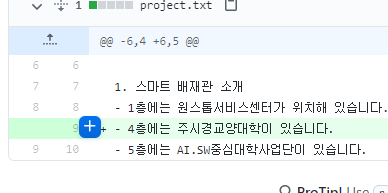 1 project.txt
@@ -6,4 +6,5 @@
6 6
7 7 1. 스마트 배재관 소개
8 8 - 1층에는 원스톱서비스센터가 위치해 있습니다.
9 + - 4층에는 주시경교양대학이 있습니다.
9 10 - 5층에는 AI.SW중심대학사업단이 있습니다.
ProTip! Use